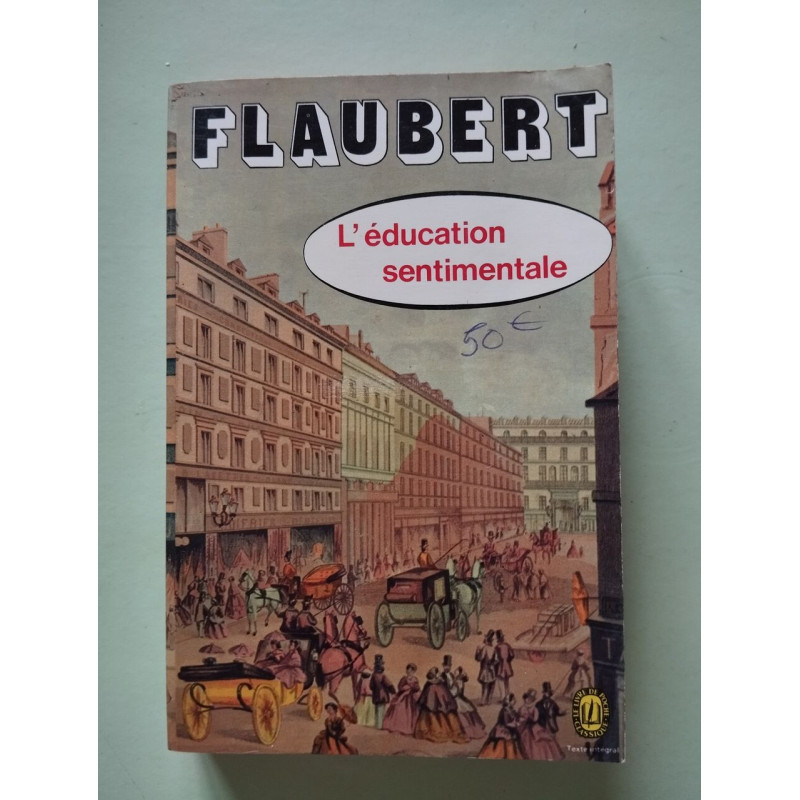 FLAUBERT
L'éducation
sentimentale
50 €
LE LIVRE DE POCHE
CLASSIQUE
Texte intégral